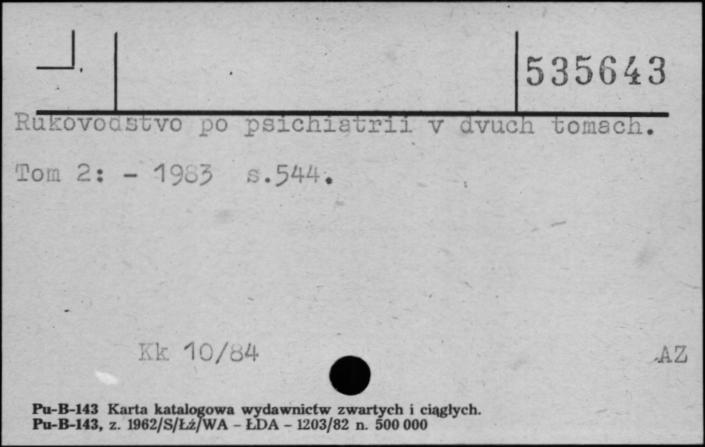 535643
Rukovodstvo po psichiatrii v dvuch tomach.
Tom 2: - 1983 s.544.
Kk 10/84
AZ
Pu-B-143 Karta katalogowa wydawnictw zwartych i ciągłych.
Pu-B-143, z. 1962/S/Łź/WA - ŁDA - 1203/82 n. 500 000